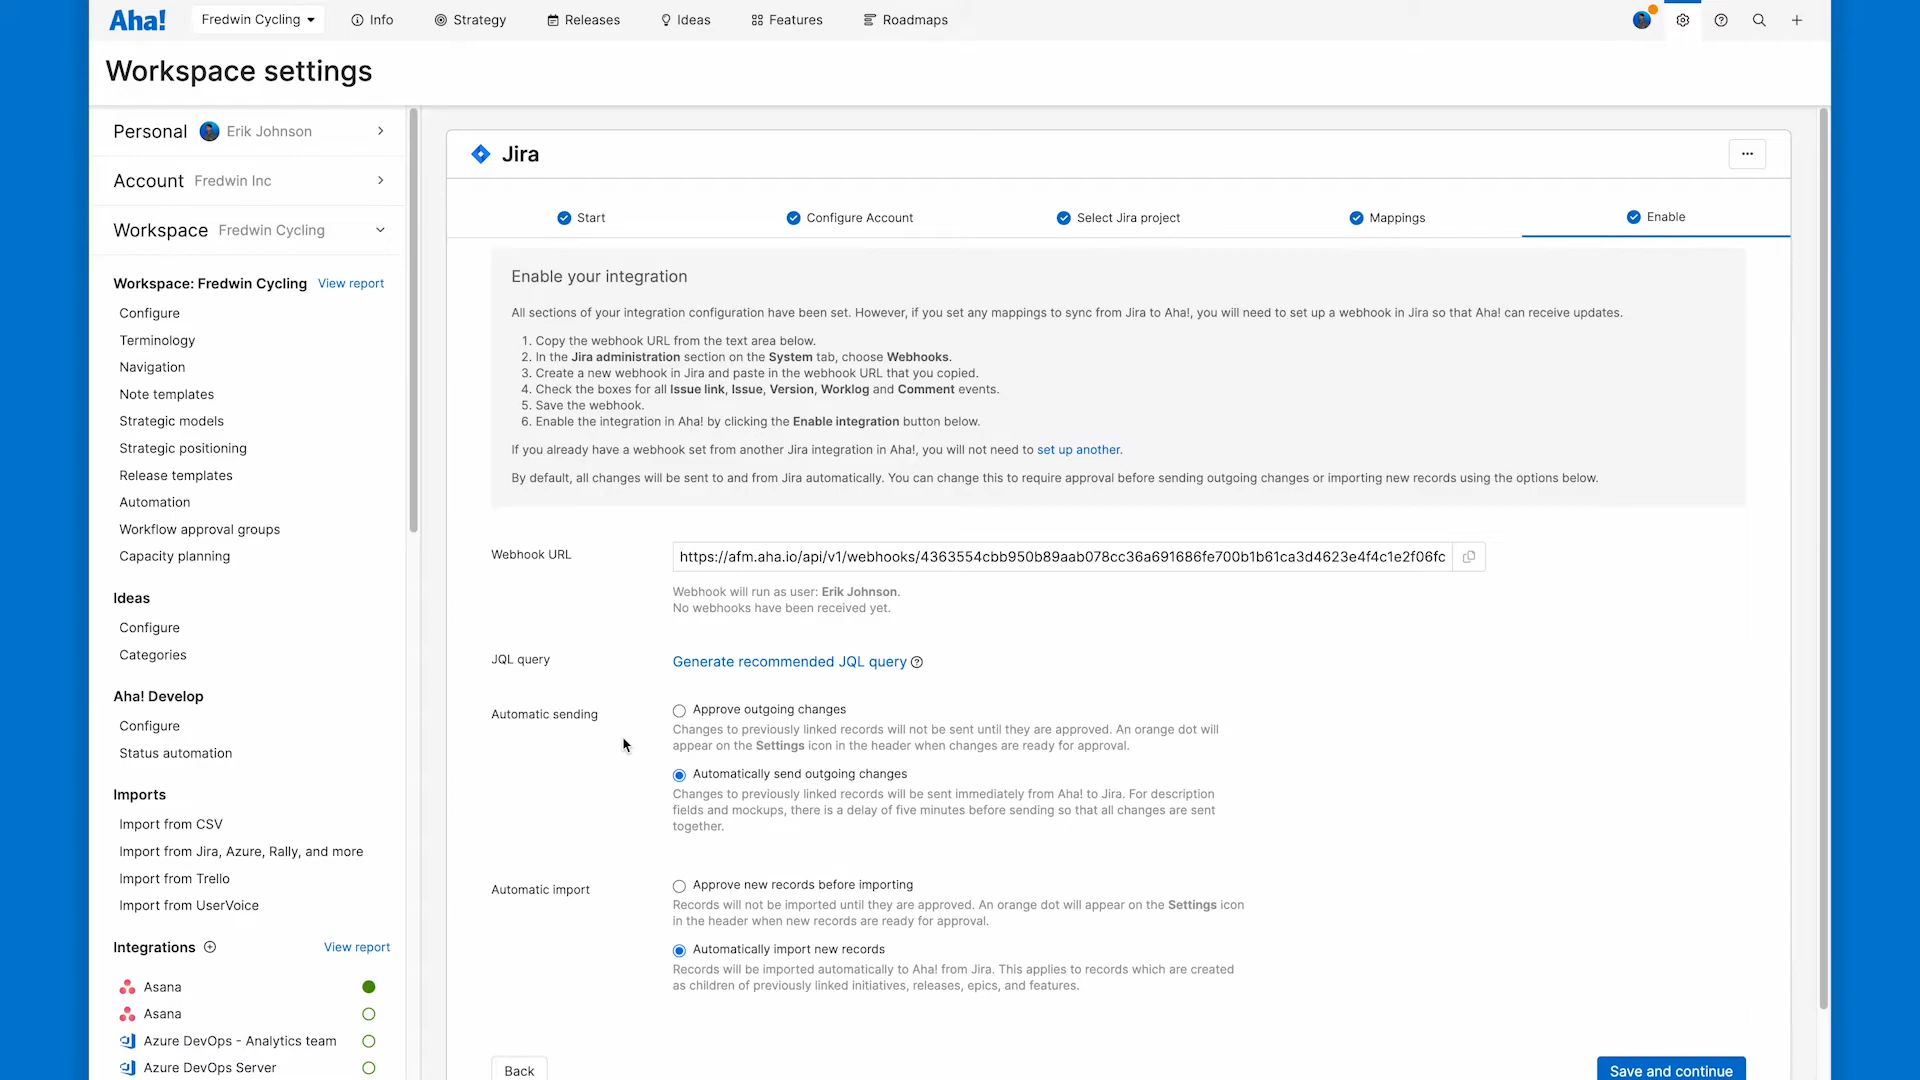 Aha!
Fredwin Cycling
Info
Strategy
Releases
Ideas
Features
Roadmaps
Workspace settings
Personal Erik Johnson
Account Fredwin Inc
Workspace Fredwin Cycling
Workspace: Fredwin Cycling View report
Configure
Terminology
Navigation
Note templates
Strategic models
Strategic positioning
Release templates
Automation
Workflow approval groups
Capacity planning
Ideas
Configure
Categories
Aha! Develop
Configure
Status automation
Imports
Import from CSV
Import from Jira, Azure, Rally, and more
Import from Trello
Import from UserVoice
Integrations View report
Asana
Asana
Azure DevOps - Analytics team
Azure DevOps Server
Jira
...
Start
Configure Account
Select Jira project
Mappings
Enable
Enable your integration
All sections of your integration configuration have been set. However, if you set any mappings to sync from Jira to Aha!, you will need to set up a webhook in Jira so that Aha! can receive updates.
1. Copy the webhook URL from the text area below.
2. In the Jira administration section on the System tab, choose Webhooks.
3. Create a new webhook in Jira and paste in the webhook URL that you copied.
4. Check the boxes for all Issue link, Issue, Version, Worklog and Comment events.
5. Save the webhook.
6. Enable the integration in Aha! by clicking the Enable integration button below.
If you already have a webhook set from another Jira integration in Aha!, you will not need to set up another.
By default, all changes will be sent to and from Jira automatically. You can change this to require approval before sending outgoing changes or importing new records using the options below.
Webhook URL
https://afm.aha.io/api/v1/webhooks/4363554cbb950b89aab078cc36a691686fe700b1b61ca3d4623e4f4c1e2f06fc
Webhook will run as user: Erik Johnson.
No webhooks have been received yet.
JQL query
Generate recommended JQL query
Automatic sending
Approve outgoing changes
Changes to previously linked records will not be sent until they are approved. An orange dot will
appear on the Settings icon in the header when changes are ready for approval.
Automatically send outgoing changes
Changes to previously linked records will be sent immediately from Aha! to Jira. For description
fields and mockups, there is a delay of five minutes before sending so that all changes are sent
together.
Automatic import
Approve new records before importing
Records will not be imported until they are approved. An orange dot will appear on the Settings icon
in the header when new records are ready for approval.
Automatically import new records
Records will be imported automatically to Aha! from Jira. This applies to records which are created
as children of previously linked initiatives, releases, epics, and features.
Back
Save and continue